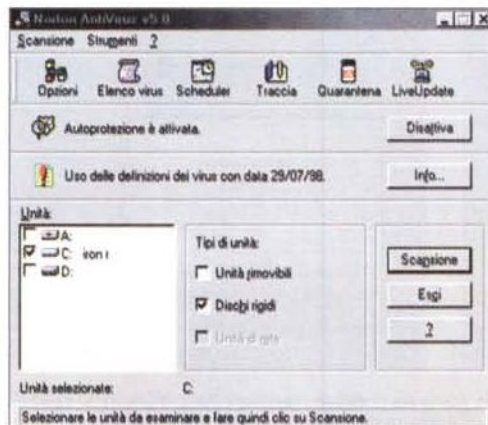 Norton AntiVirus v5.0
Scansione Strumenti ?
Opzioni Elenco virus Scheduler Traccia Quarantena LiveUpdate
Autoprotezione è attivata. Disattiva
Uso delle definizioni dei virus con data 29/07/98. Info...
Unità:
A:
C: iron
D:
Tipi di unità:
Unità rimovibili
Dischi rigidi
Unità di rete
Scansione
Esci
?
Unità selezionate: C:
Selezionare le unità da esaminare e fare quindi clic su Scansione.